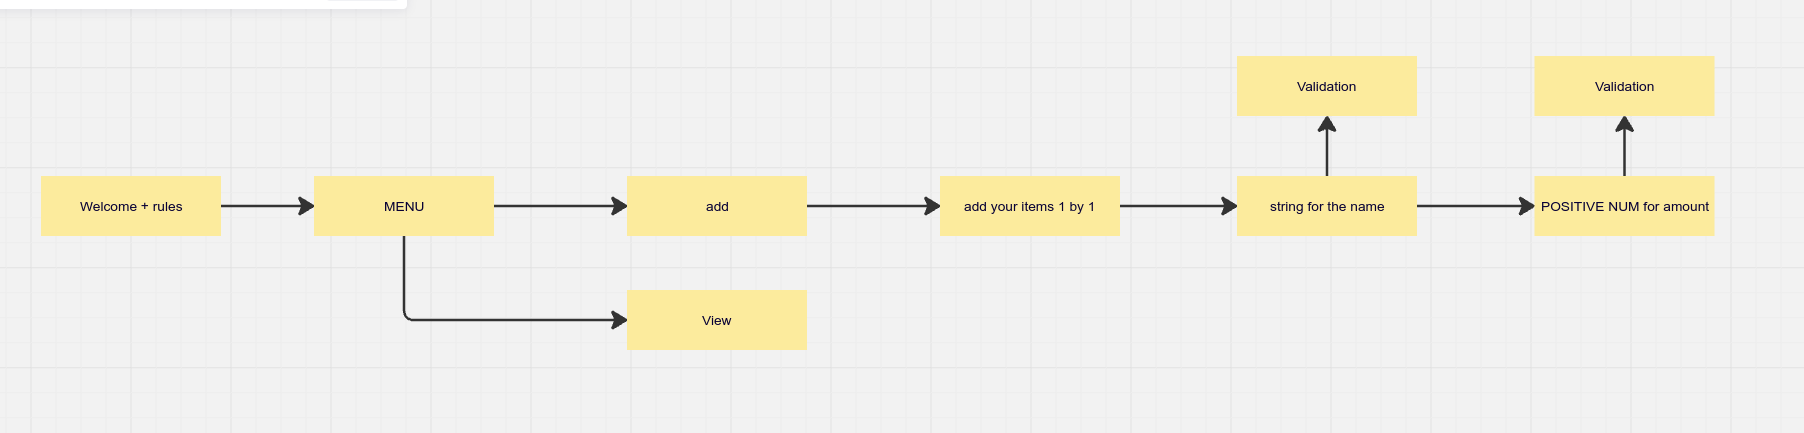 Validation
Validation
Welcome + rules
MENU
add
add your items 1 by 1
string for the name
POSITIVE NUM for amount
View